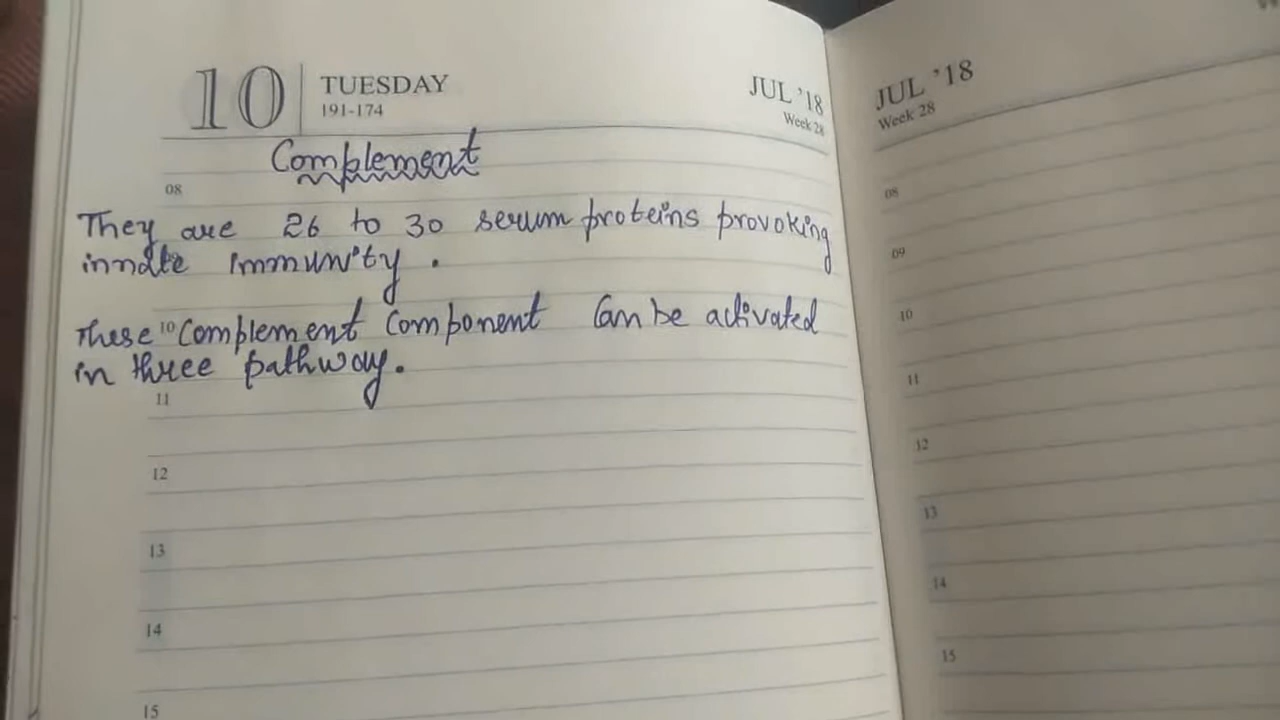 10 TUESDAY JUL '18
191-174 Week 28
Complement
08
They are 26 to 30 serum proteins provoking
innate immunity.
These 10 Complement Component Can be activated
in three pathway.
11
12
13
14
15
JUL '18
Week 28
08
09
10
11
12
13
14
15